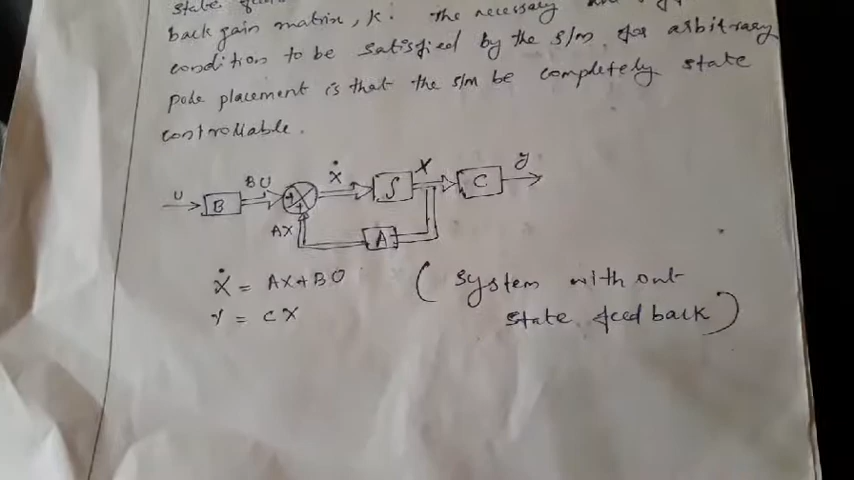 state
back gain matrix, K. The necessary
condition to be satisfied by the s/m for arbitrary
pole placement is that the s/m be completely state
controllable.
U B BU + + Ẋ ∫ X C y
AX A
Ẋ = AX + BU (system with out
Y = CX state feed back)